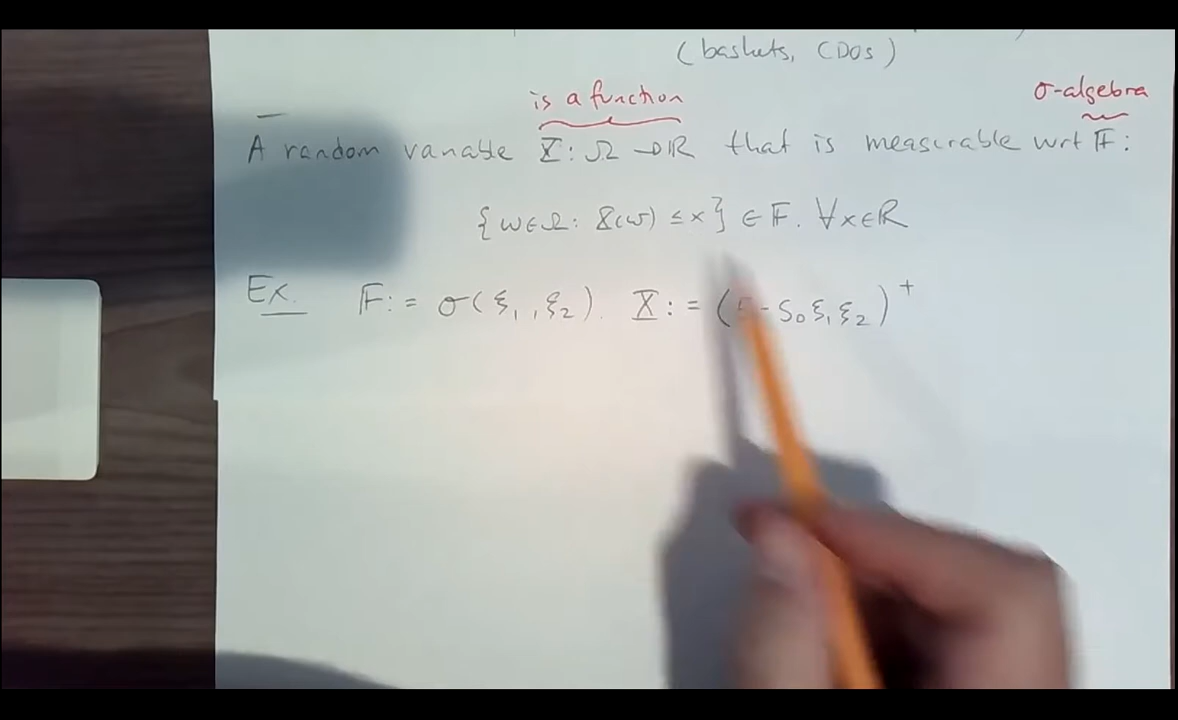 (baskets, CDOs)
is a function σ-algebra
A random variable X: Ω → ℝ that is measurable wrt F:
{ω∈Ω: X(ω) ≤ x} ∈ F. ∀x∈ℝ
Ex. F := σ(ξ₁, ξ₂). X := ( - S₀ξ₁ξ₂)⁺